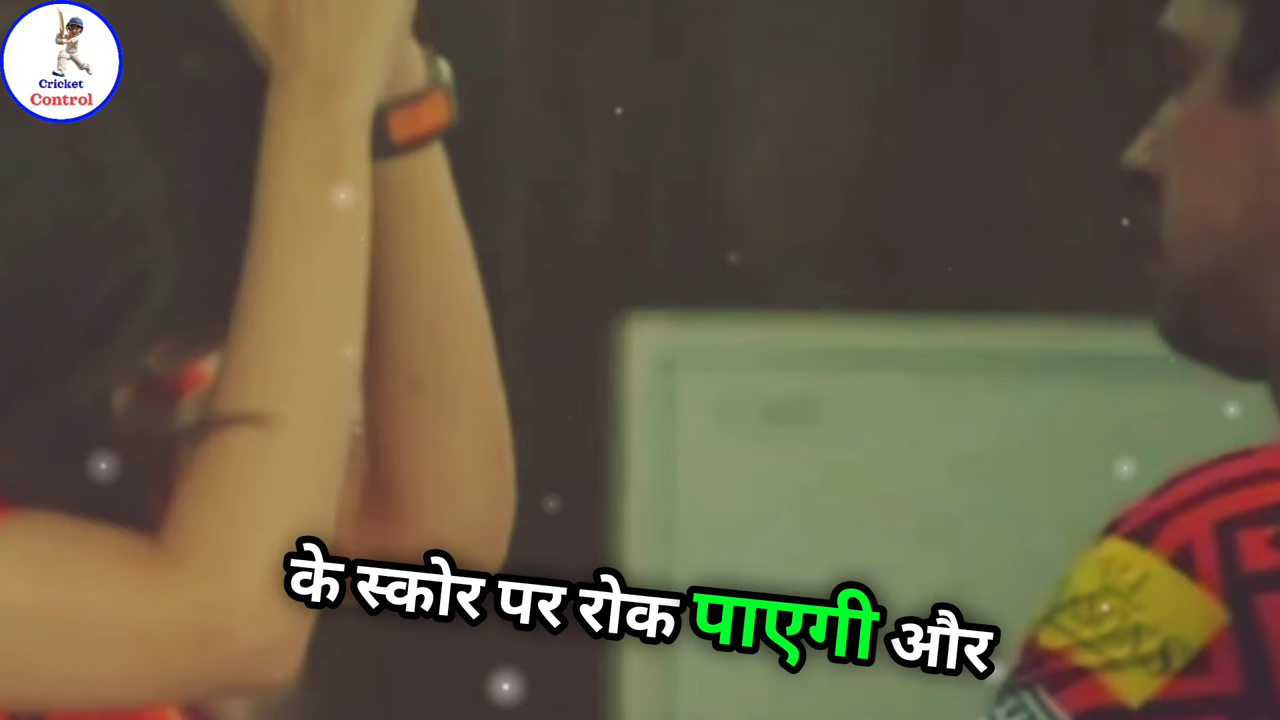 Cricket
Control
के स्कोर पर रोक पाएगी और